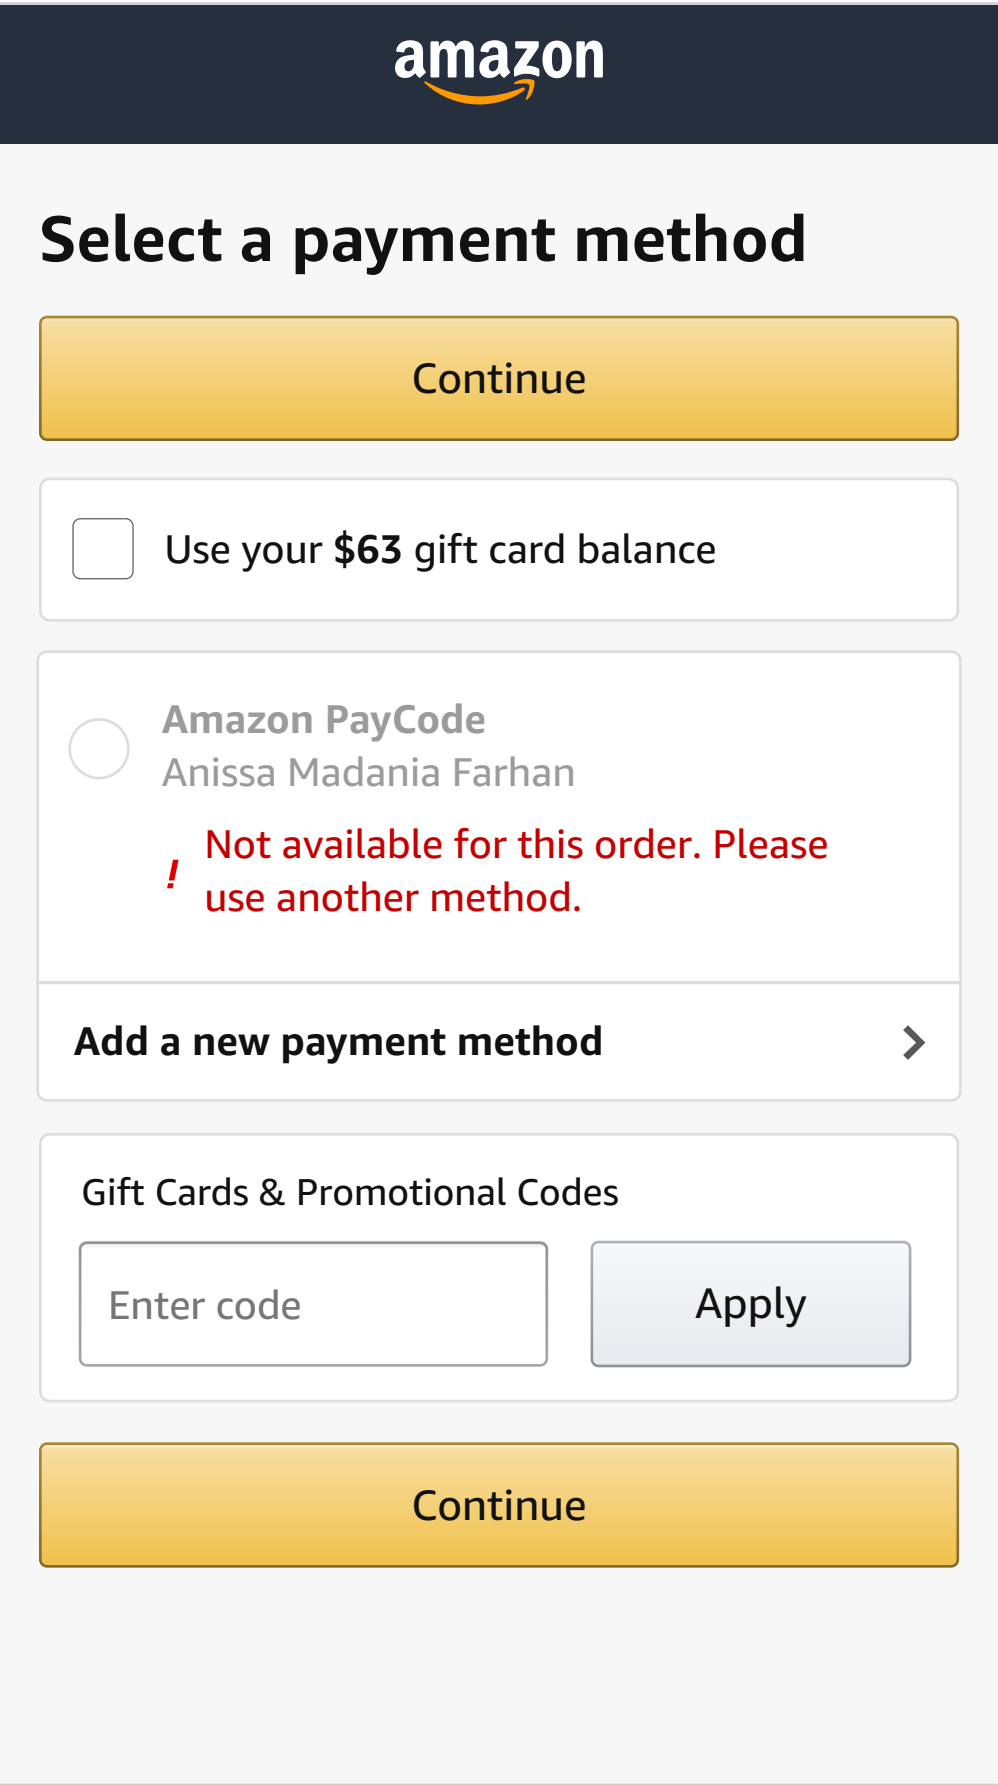 amazon
Select a payment method
Continue
Use your $63 gift card balance
Amazon PayCode
Anissa Madania Farhan
! Not available for this order. Please
use another method.
Add a new payment method
Gift Cards & Promotional Codes
Enter code
Apply
Continue